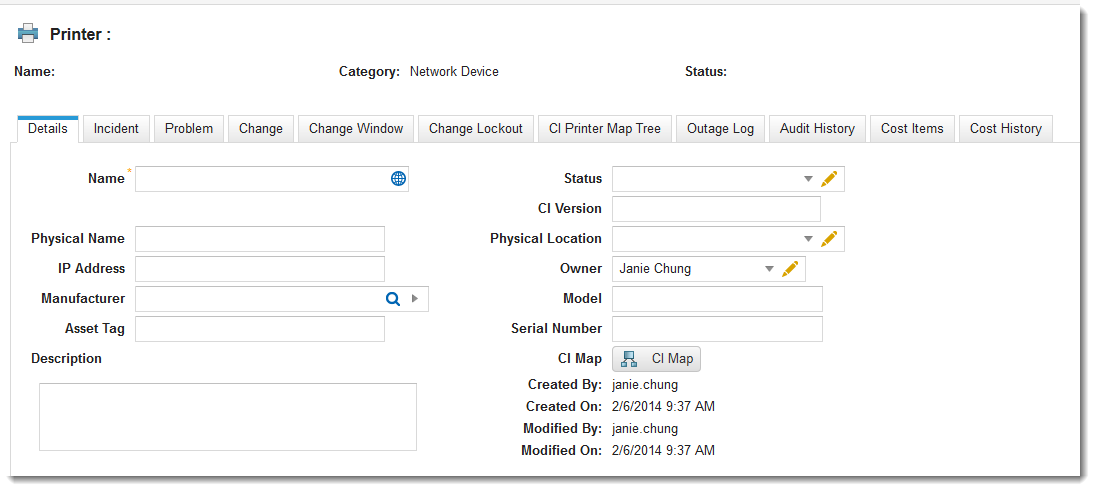 Printer :
Name: Category: Network Device Status:
Details Incident Problem Change Change Window Change Lockout CI Printer Map Tree Outage Log Audit History Cost Items Cost History
Name * Status
CI Version
Physical Name Physical Location
IP Address Owner Janie Chung
Manufacturer Model
Asset Tag Serial Number
Description CI Map CI Map
Created By: janie.chung
Created On: 2/6/2014 9:37 AM
Modified By: janie.chung
Modified On: 2/6/2014 9:37 AM